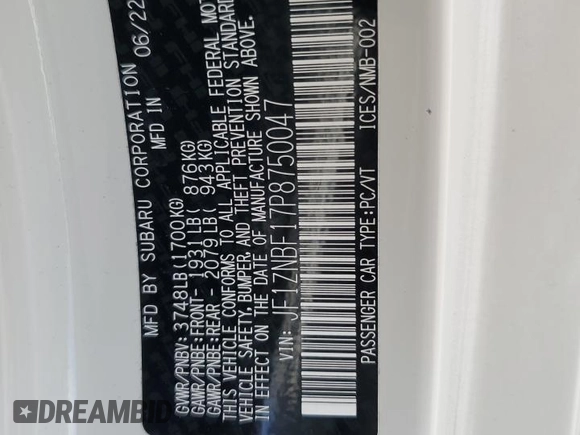 MFD BY SUBARU CORPORATION
MFD IN 06/22
GVWR/PNBV: 3748LB(1700KG)
GAWR/PNBE:FRONT- 1931LB( 876KG)
GAWR/PNBE:REAR - 2079LB( 943KG)
THIS VEHICLE CONFORMS TO ALL APPLICABLE FEDERAL MOTOR
VEHICLE SAFETY, BUMPER, AND THEFT PREVENTION STANDARDS
IN EFFECT ON THE DATE OF MANUFACTURE SHOWN ABOVE.
VIN: JF1ZNBF17P8750047
PASSENGER CAR TYPE:PC/VT ICES/NMB-002
DREAMBID